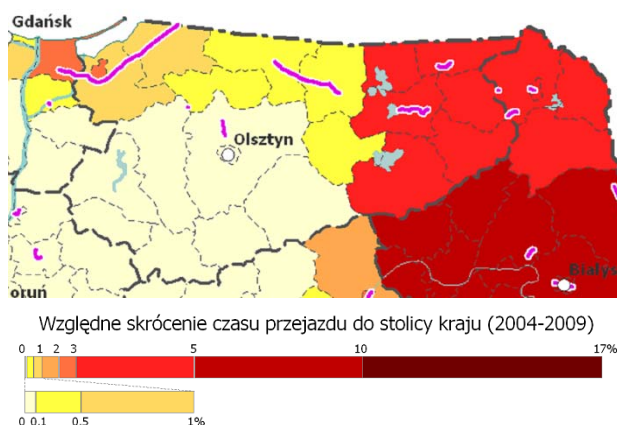 Gdańsk
Olsztyn
Białys
oruń
Względne skrócenie czasu przejazdu do stolicy kraju (2004-2009)
0 1 2 3 5 10 17%
0 0.1 0.5 1%